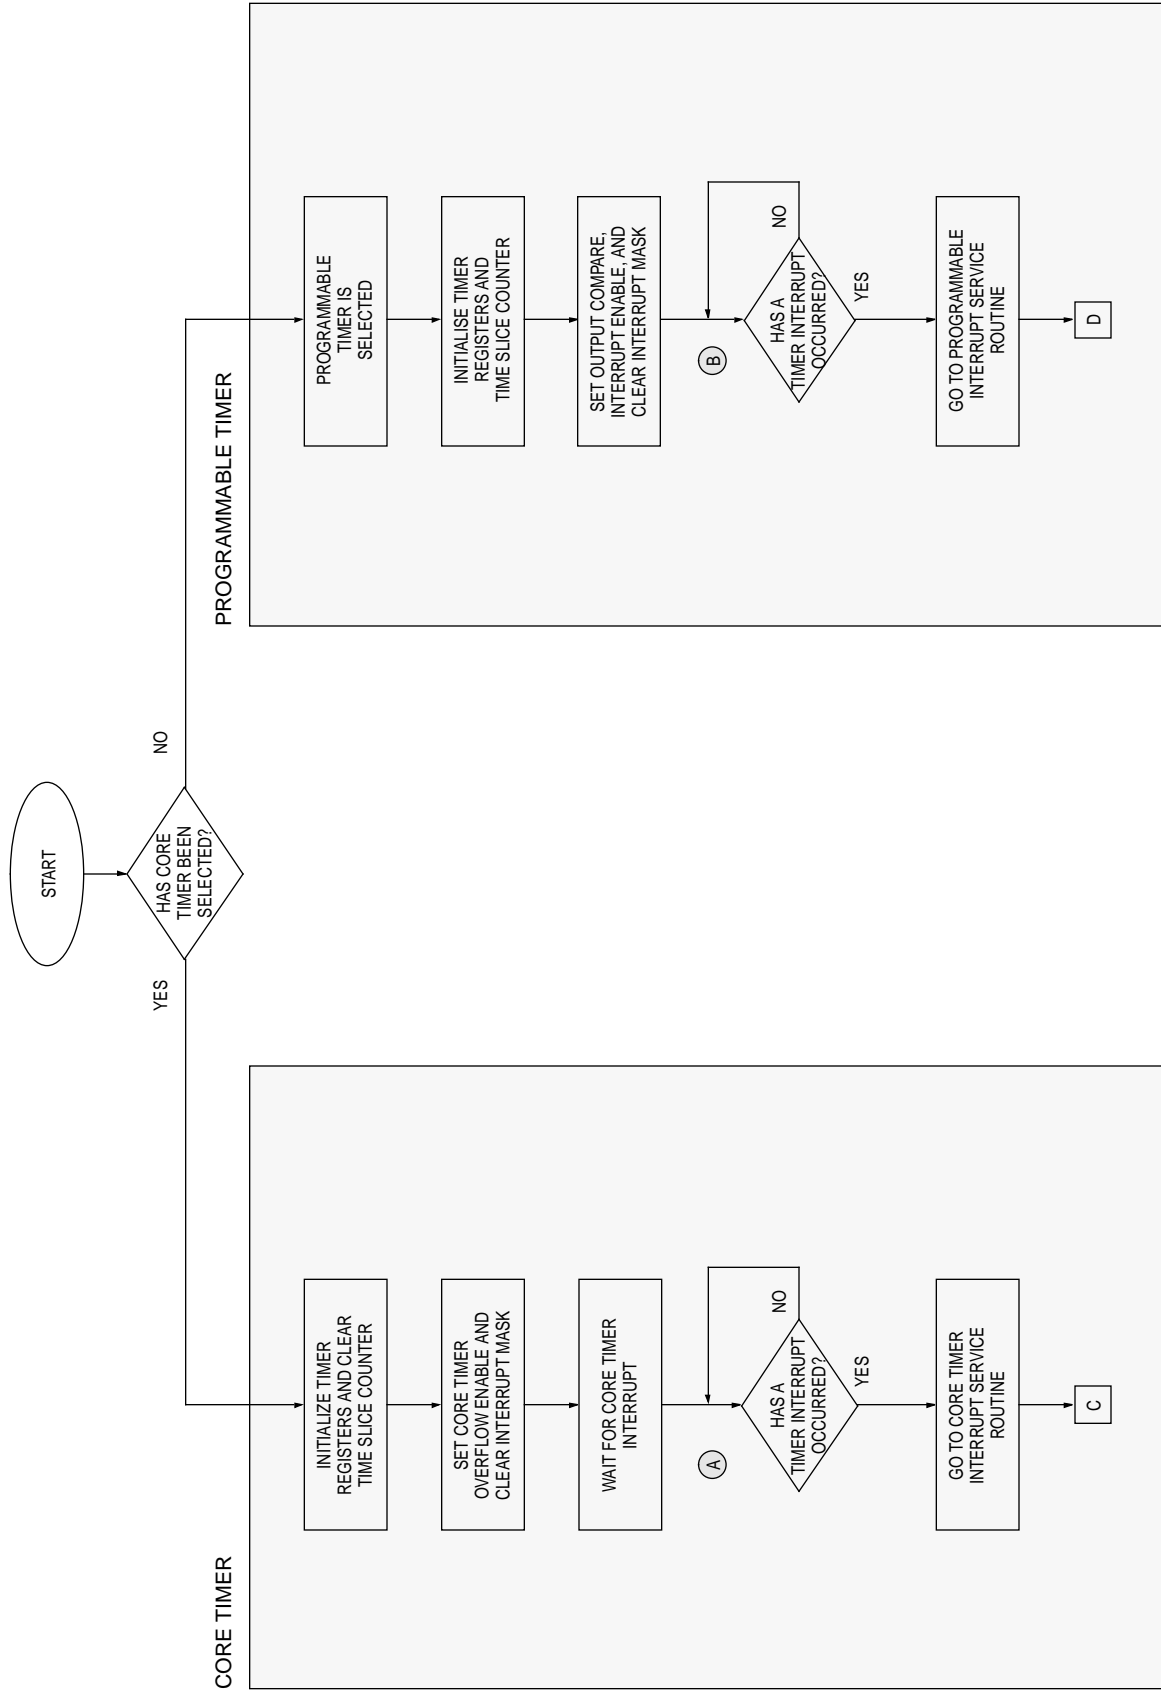 START
HAS CORE
TIMER BEEN
SELECTED?
YES
NO
CORE TIMER
INITIALIZE TIMER
REGISTERS AND CLEAR
TIME SLICE COUNTER
SET CORE TIMER
OVERFLOW ENABLE AND
CLEAR INTERRUPT MASK
WAIT FOR CORE TIMER
INTERRUPT
A
HAS A
TIMER INTERRUPT
OCCURRED?
NO
YES
GO TO CORE TIMER
INTERRUPT SERVICE
ROUTINE
C
PROGRAMMABLE TIMER
PROGRAMMABLE
TIMER IS
SELECTED
INITIALISE TIMER
REGISTERS AND
TIME SLICE COUNTER
SET OUTPUT COMPARE,
INTERRUPT ENABLE, AND
CLEAR INTERRUPT MASK
B
HAS A
TIMER INTERRUPT
OCCURRED?
NO
YES
GO TO PROGRAMMABLE
INTERRUPT SERVICE
ROUTINE
D